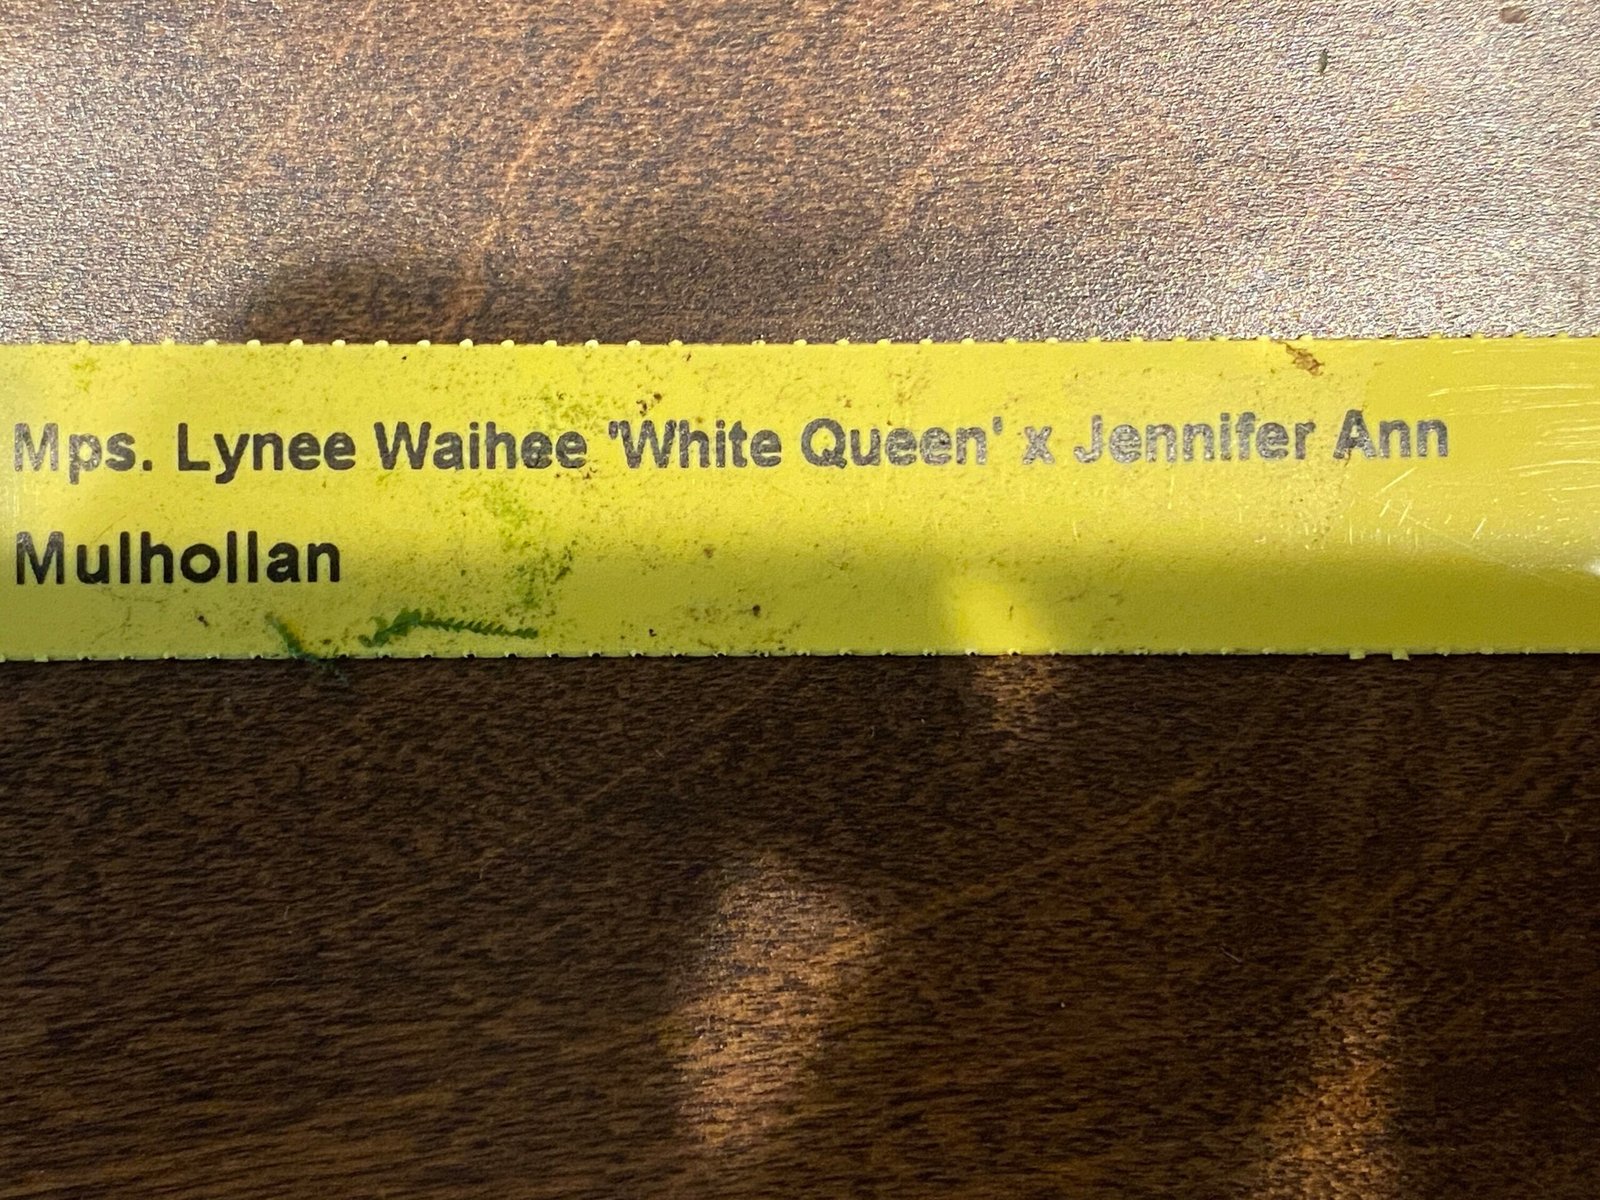 Mps. Lynee Waihee 'White Queen' x Jennifer Ann
Mulhollan